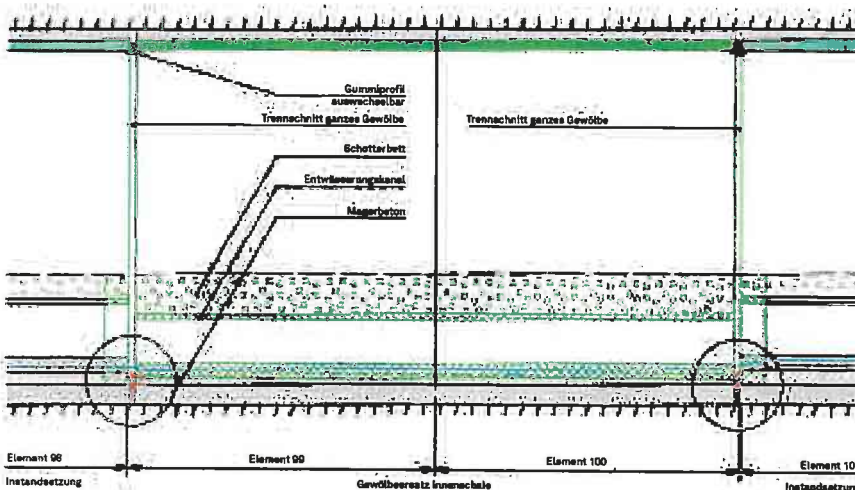 Gummiprofil
auswechselbar
Trennschnitt ganzes Gewölbe
Trennschnitt ganzes Gewölbe
Schotterbett
Entwässerungskanal
Magerbeton
Element 98
Element 99
Element 100
Element 10
Instandsetzung
Gewölbeersatz Innenschale
Instandsetzun